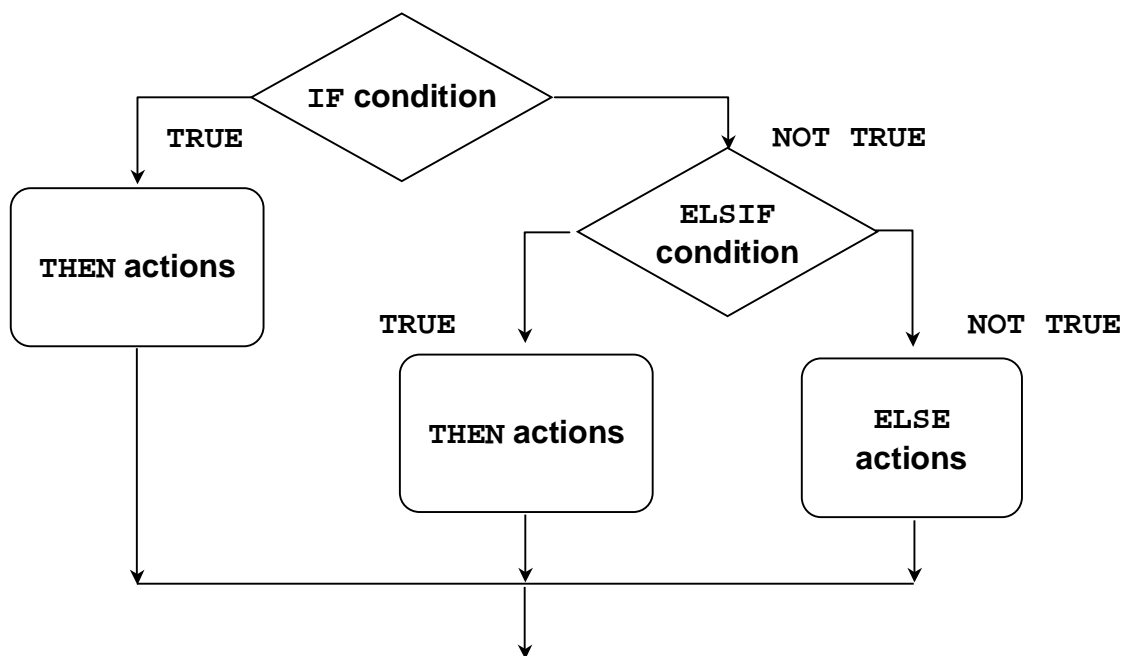 IF condition
TRUE
NOT TRUE
THEN actions
ELSIF
condition
TRUE
NOT TRUE
THEN actions
ELSE
actions